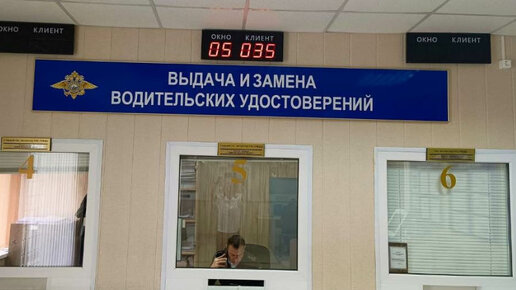 ОКНО КЛИЕНТ
ОКНО КЛИЕНТ
ОКНО КЛИЕНТ
05 035
ВЫДАЧА И ЗАМЕНА
ВОДИТЕЛЬСКИХ УДОСТОВЕРЕНИЙ
4
5
6